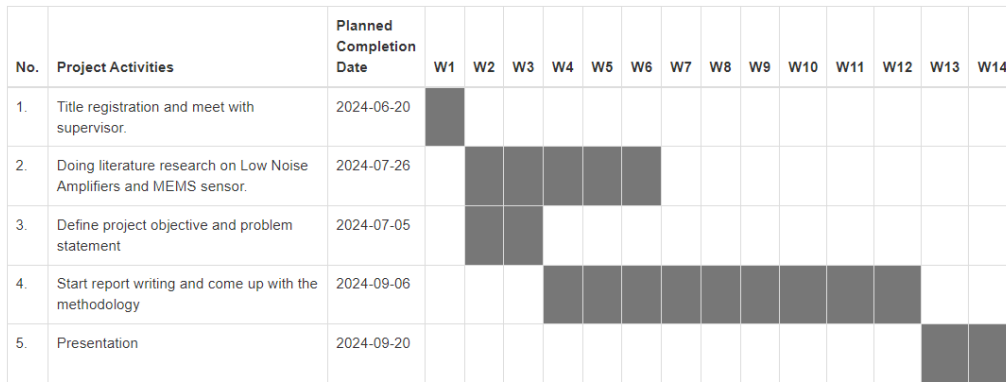 Planned
Completion
No. Project Activities Date W1 W2 W3 W4 W5 W6 W7 W8 W9 W10 W11 W12 W13 W14
1. Title registration and meet with 2024-06-20
supervisor.
2. Doing literature research on Low Noise 2024-07-26
Amplifiers and MEMS sensor.
3. Define project objective and problem 2024-07-05
statement
4. Start report writing and come up with the 2024-09-06
methodology
5. Presentation 2024-09-20